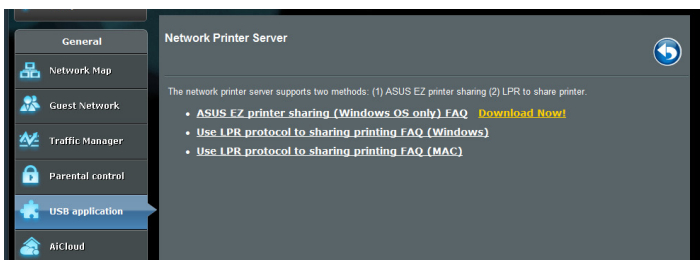 General
Network Map
Guest Network
Traffic Manager
Parental control
USB application
AiCloud
Network Printer Server
The network printer server supports two methods: (1) ASUS EZ printer sharing (2) LPR to share printer.
ASUS EZ printer sharing (Windows OS only) FAQ Download Now!
Use LPR protocol to sharing printing FAQ (Windows)
Use LPR protocol to sharing printing FAQ (MAC)